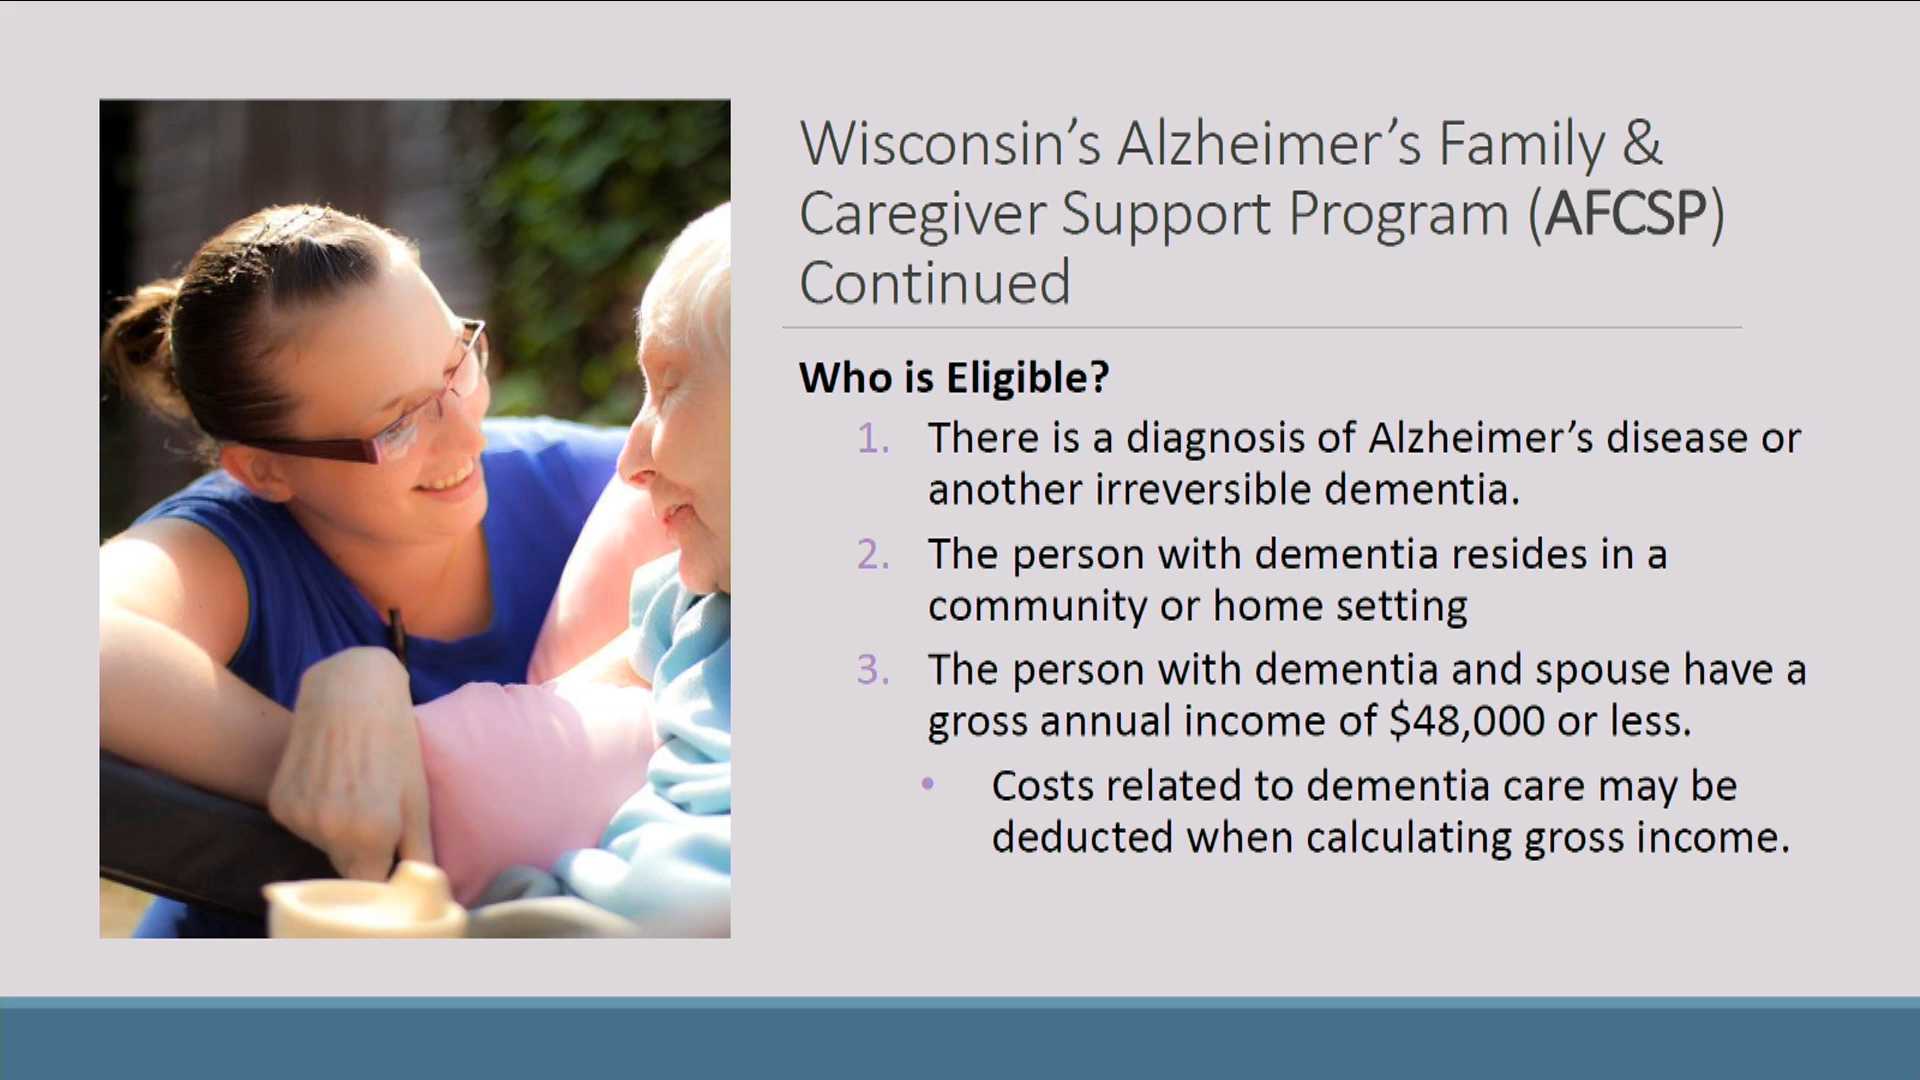 Wisconsin’s Alzheimer’s Family &
Caregiver Support Program (AFCSP)
Continued
Who is Eligible?
1. There is a diagnosis of Alzheimer’s disease or
another irreversible dementia.
2. The person with dementia resides in a
community or home setting
3. The person with dementia and spouse have a
gross annual income of $48,000 or less.
• Costs related to dementia care may be
deducted when calculating gross income.